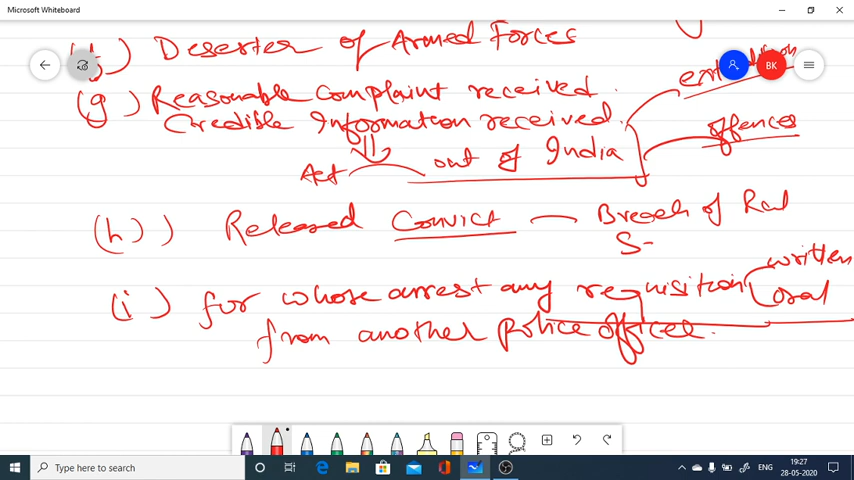 Microsoft Whiteboard
BK
Deserter of Armed Forces
(g) Reasonable Complaint received.
Credible Information received.
offences
Act out of India
(h) Released Convict — Breach of Rul
S-
(i) for whose arrest any requisition written
oral
from another police officer.
Type here to search
ENG
19:27
28-05-2020